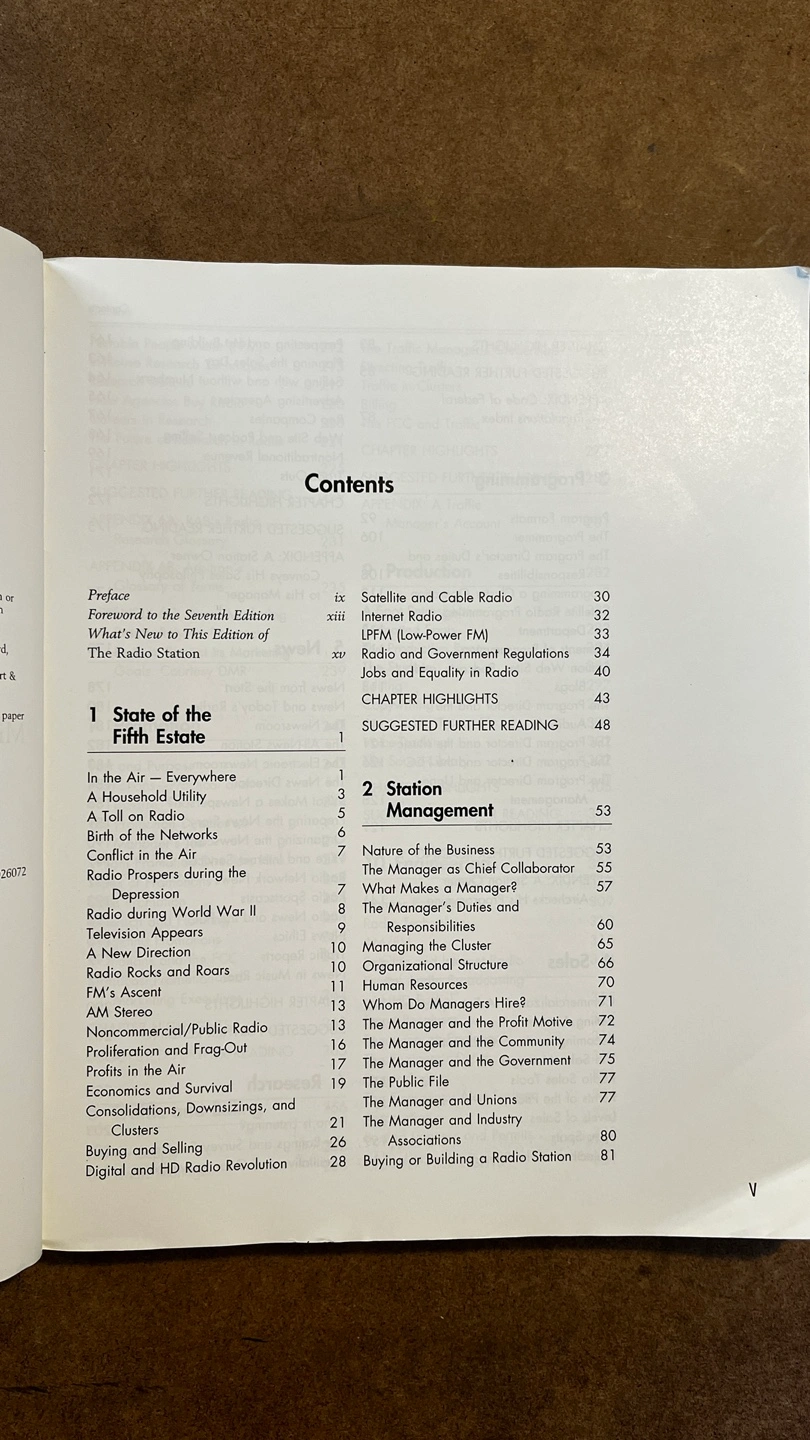 Contents
Preface ix
Foreword to the Seventh Edition xiii
What's New to This Edition of
The Radio Station xv
1 State of the
Fifth Estate 1
In the Air — Everywhere 1
A Household Utility 3
A Toll on Radio 5
Birth of the Networks 6
Conflict in the Air 7
Radio Prospers during the
Depression 7
Radio during World War II 8
Television Appears 9
A New Direction 10
Radio Rocks and Roars 10
FM's Ascent 11
AM Stereo 13
Noncommercial/Public Radio 13
Proliferation and Frag-Out 16
Profits in the Air 17
Economics and Survival 19
Consolidations, Downsizings, and
Clusters 21
Buying and Selling 26
Digital and HD Radio Revolution 28
Satellite and Cable Radio 30
Internet Radio 32
LPFM (Low-Power FM) 33
Radio and Government Regulations 34
Jobs and Equality in Radio 40
CHAPTER HIGHLIGHTS 43
SUGGESTED FURTHER READING 48
2 Station
Management 53
Nature of the Business 53
The Manager as Chief Collaborator 55
What Makes a Manager? 57
The Manager's Duties and
Responsibilities 60
Managing the Cluster 65
Organizational Structure 66
Human Resources 70
Whom Do Managers Hire? 71
The Manager and the Profit Motive 72
The Manager and the Community 74
The Manager and the Government 75
The Public File 77
The Manager and Unions 77
The Manager and Industry
Associations 80
Buying or Building a Radio Station 81
V
or
rt &
paper
26072